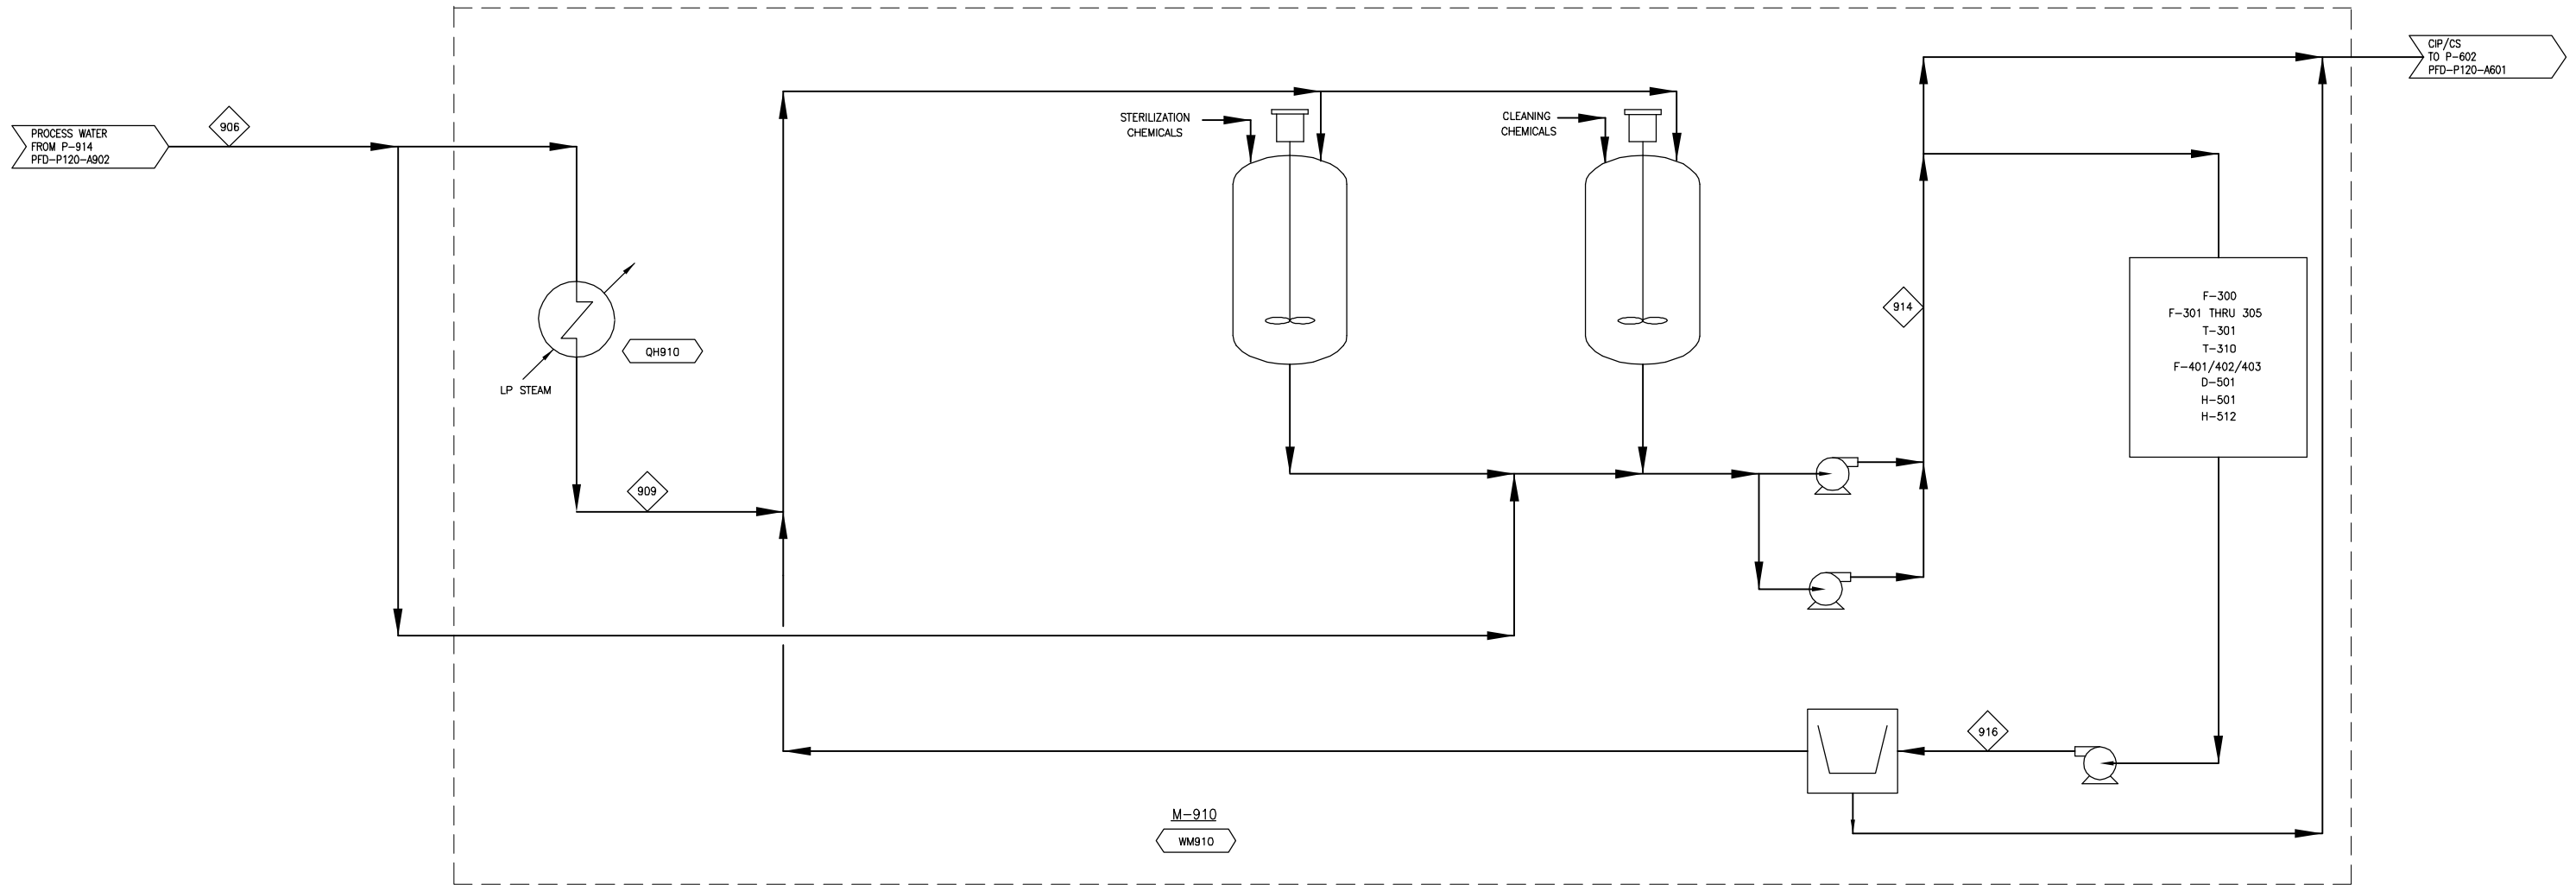 CIP/CS
TO P-602
PFD-P120-A601
PROCESS WATER
FROM P-914
PFD-P120-A902
906
STERILIZATION
CHEMICALS
CLEANING
CHEMICALS
914
F-300
F-301 THRU 305
T-301
T-310
F-401/402/403
D-501
H-501
H-512
QH910
LP STEAM
909
916
M-910
WM910